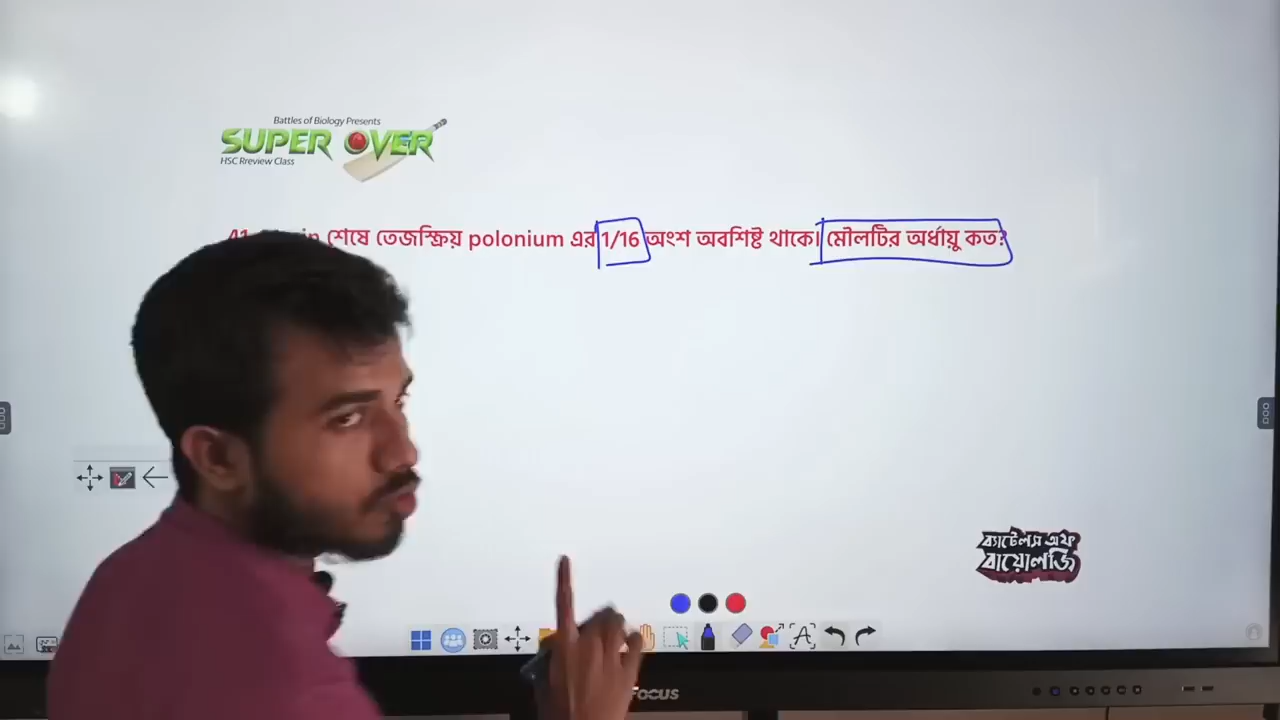 Battles of Biology Presents
SUPER OVER
HSC Rreview Class
শেষে তেজস্ক্রিয় polonium এর 1/16 অংশ অবশিষ্ট থাকে। মৌলটির অর্ধায়ু কত?
ব্যাটেলস অফ
বায়োলজি
FOCUS